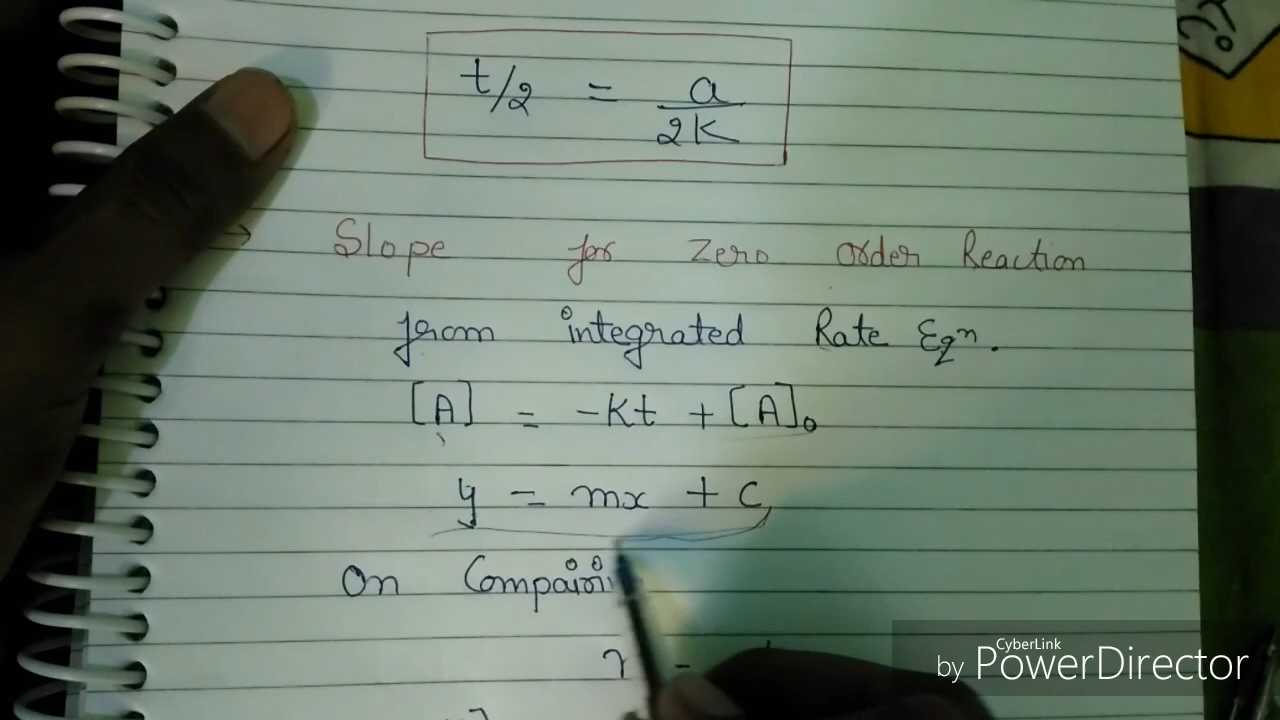 t/2 = a/2K
Slope for Zero order Reaction
from integrated Rate Eqn.
[A] = -Kt + [A]₀
y = mx + c
On
CyberLink
by PowerDirector
??